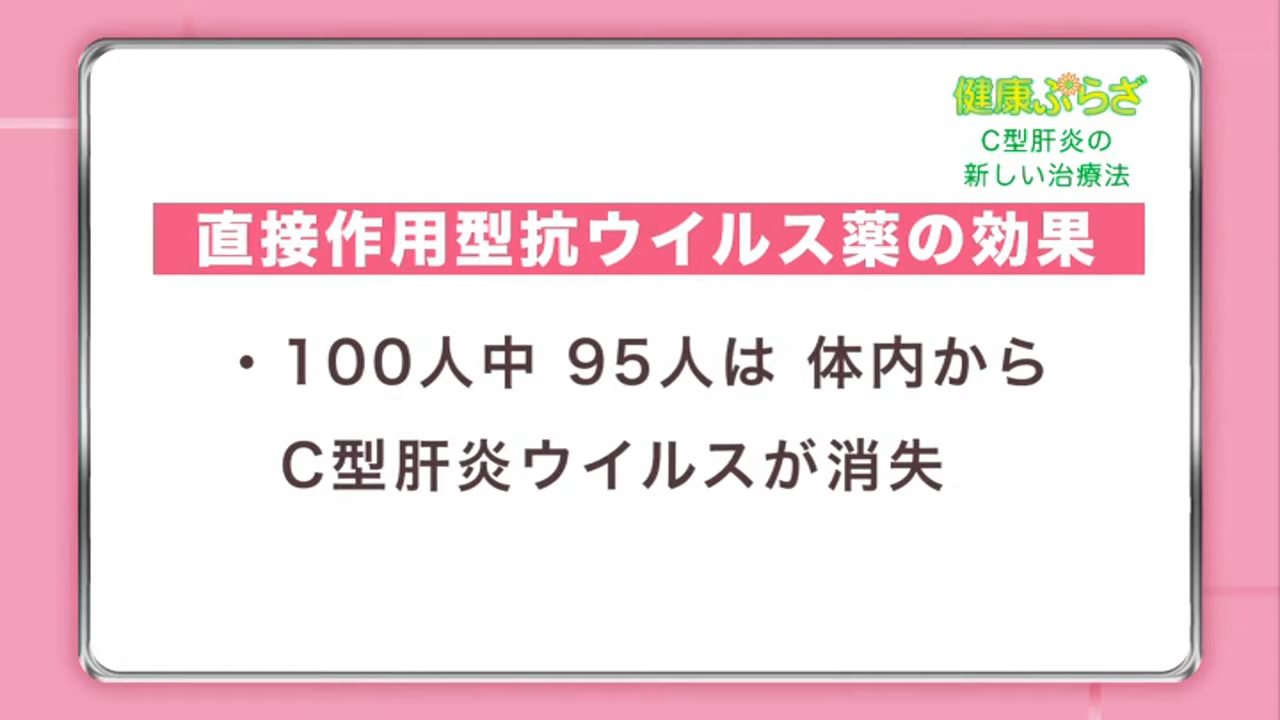 健康ぷらざ
C型肝炎の
新しい治療法
直接作用型抗ウイルス薬の効果
・100人中 95人は 体内から
C型肝炎ウイルスが消失